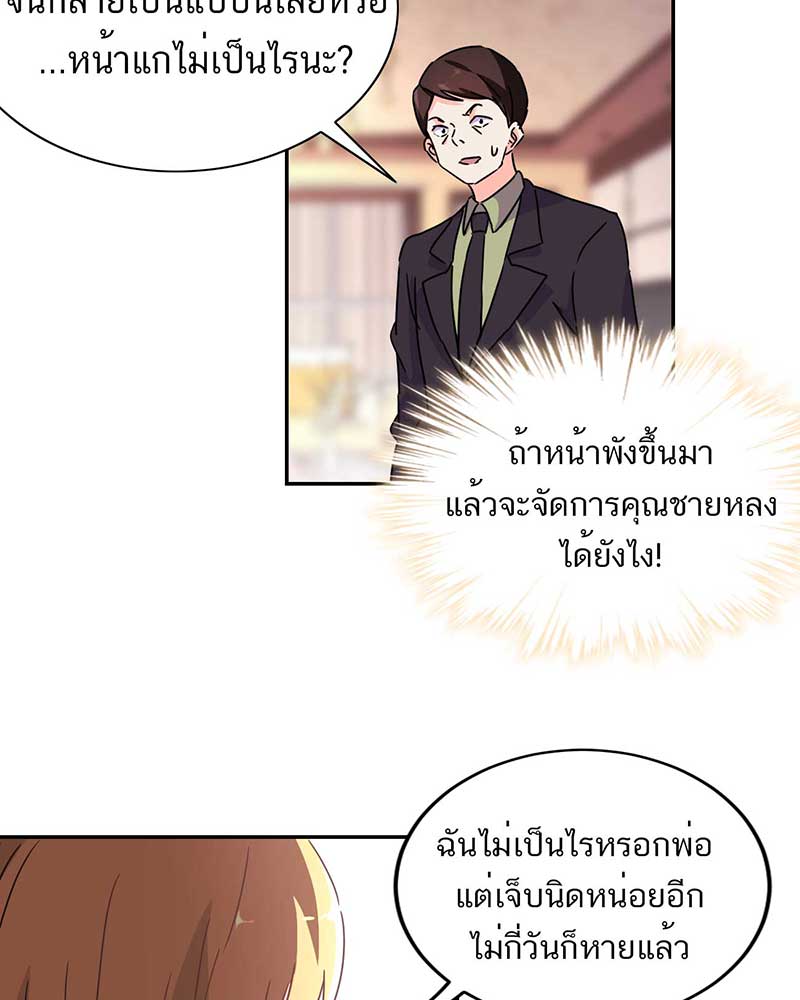 ...หน้าแกไม่เป็นไรนะ?
ถ้าหน้าพังขึ้นมา
แล้วจะจัดการคุณชายหลง
ได้ยังไง!
ฉันไม่เป็นไรหรอกพ่อ
แต่เจ็บนิดหน่อยอีก
ไม่กี่วันก็หายแล้ว